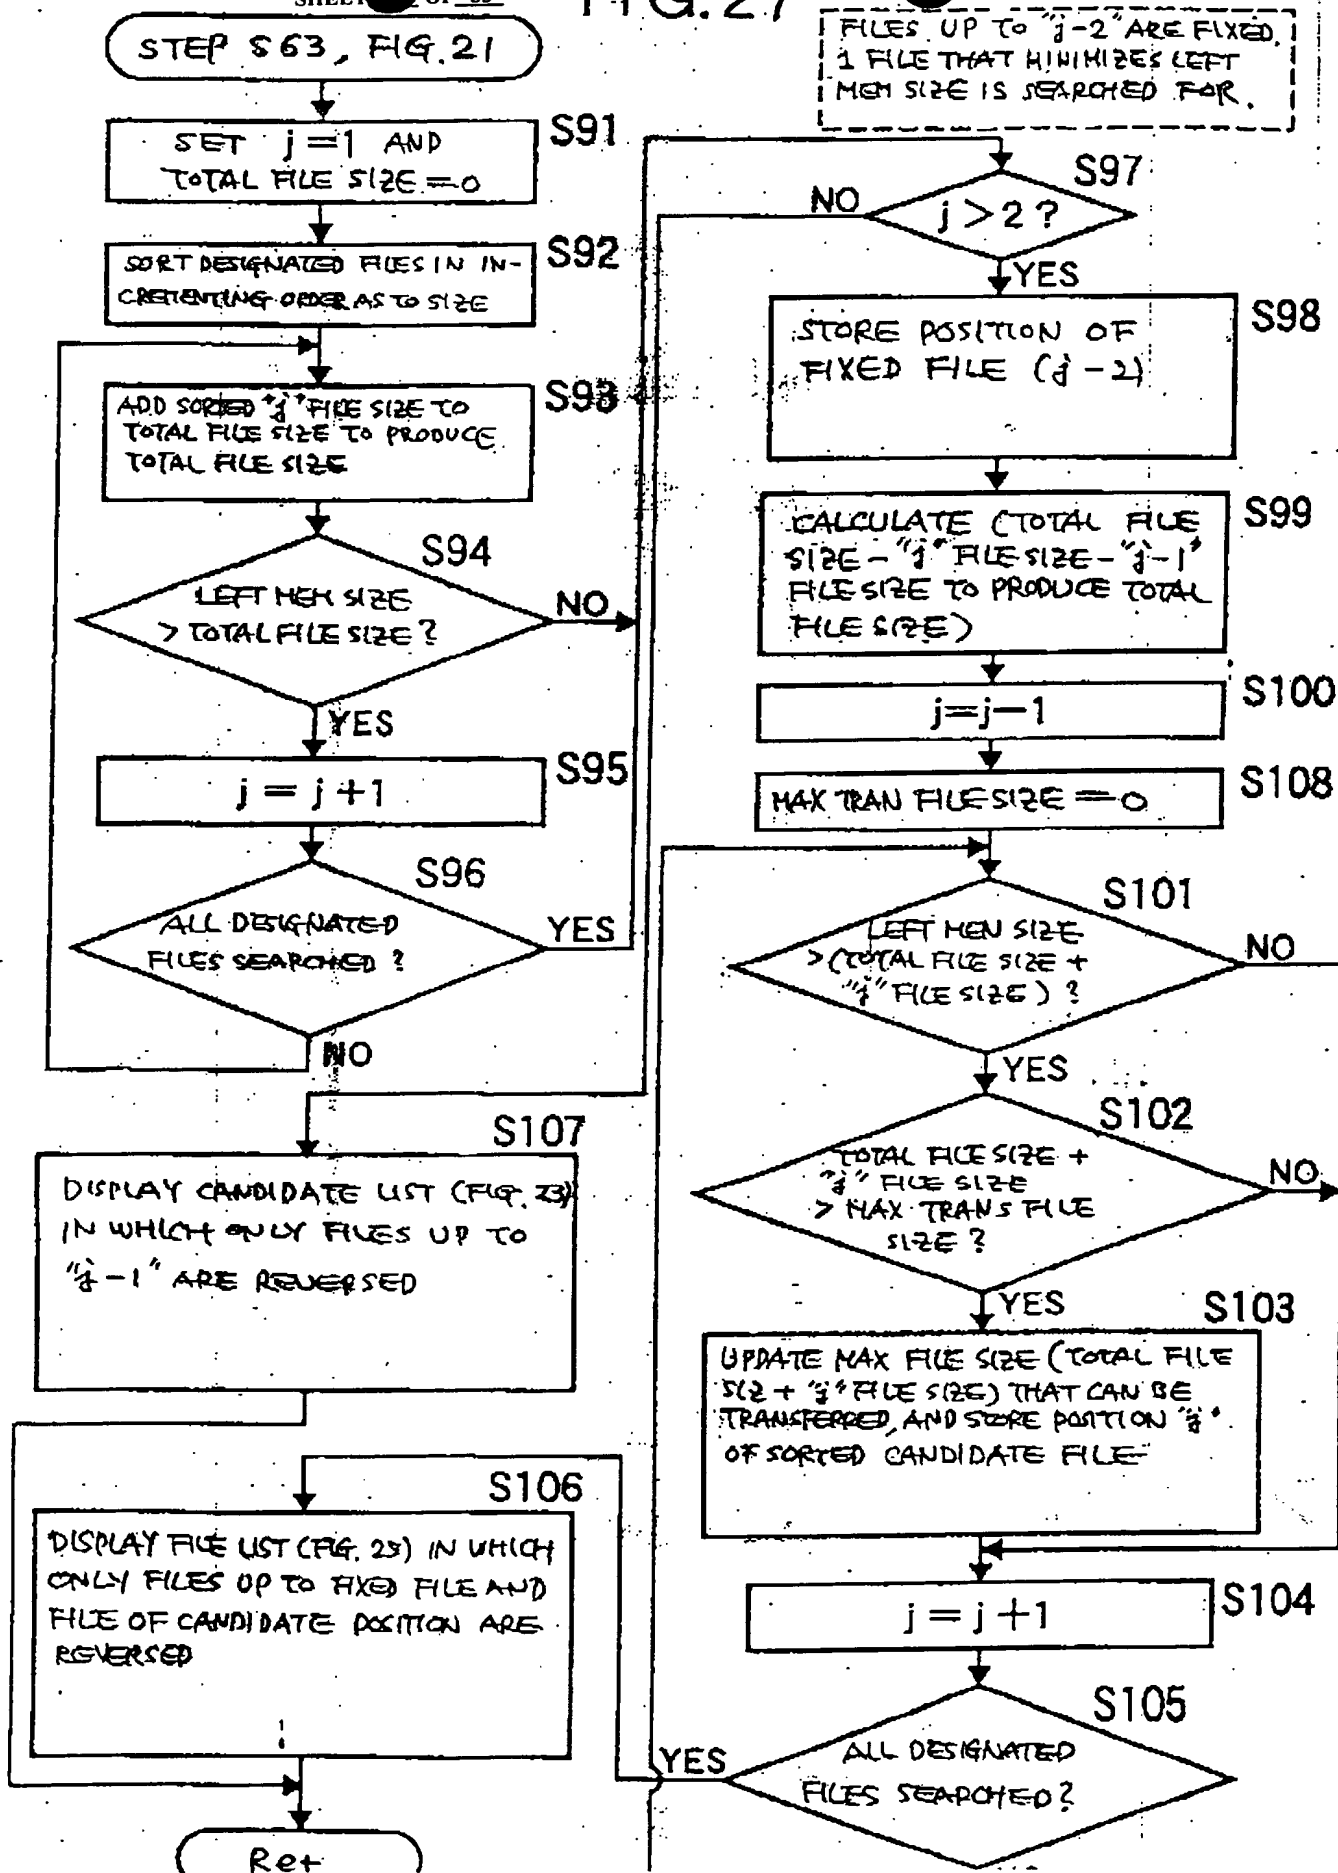 FIG. 27
STEP S63, FIG. 21
S91
SET j=1 AND
TOTAL FILE SIZE=0
S92
SORT DESIGNATED FILES IN IN-
CREMENTING ORDER AS TO SIZE
S93
ADD SORTED "j" FILE SIZE TO
TOTAL FILE SIZE TO PRODUCE
TOTAL FILE SIZE
S94
LEFT MEM SIZE
> TOTAL FILE SIZE?
NO
YES
S95
j = j+1
S96
ALL DESIGNATED
FILES SEARCHED?
YES
NO
S107
DISPLAY CANDIDATE LIST (FIG. 23)
IN WHICH ONLY FILES UP TO
"j-1" ARE REVERSED
S106
DISPLAY FILE LIST (FIG. 25) IN WHICH
ONLY FILES UP TO FIXED FILE AND
FILE OF CANDIDATE POSITION ARE
REVERSED
Ret
FILES UP TO "j-2" ARE FIXED.
1 FILE THAT MINIMIZES LEFT
MEM SIZE IS SEARCHED FOR.
S97
NO
j > 2?
YES
S98
STORE POSITION OF
FIXED FILE (j-2)
S99
CALCULATE (TOTAL FILE
SIZE-"j" FILE SIZE-"j-1"
FILE SIZE TO PRODUCE TOTAL
FILE SIZE)
S100
j=j-1
S108
MAX TRAN FILE SIZE=0
S101
LEFT MEN SIZE
>(TOTAL FILE SIZE +
"j" FILE SIZE)?
NO
YES
S102
TOTAL FILE SIZE +
"j" FILE SIZE
> MAX TRANS FILE
SIZE?
NO
YES
S103
UPDATE MAX FILE SIZE (TOTAL FILE
SIZ + "j" FILE SIZE) THAT CAN BE
TRANSFERRED, AND STORE POSITION "j"
OF SORTED CANDIDATE FILE
S104
j = j+1
S105
YES
ALL DESIGNATED
FILES SEARCHED?